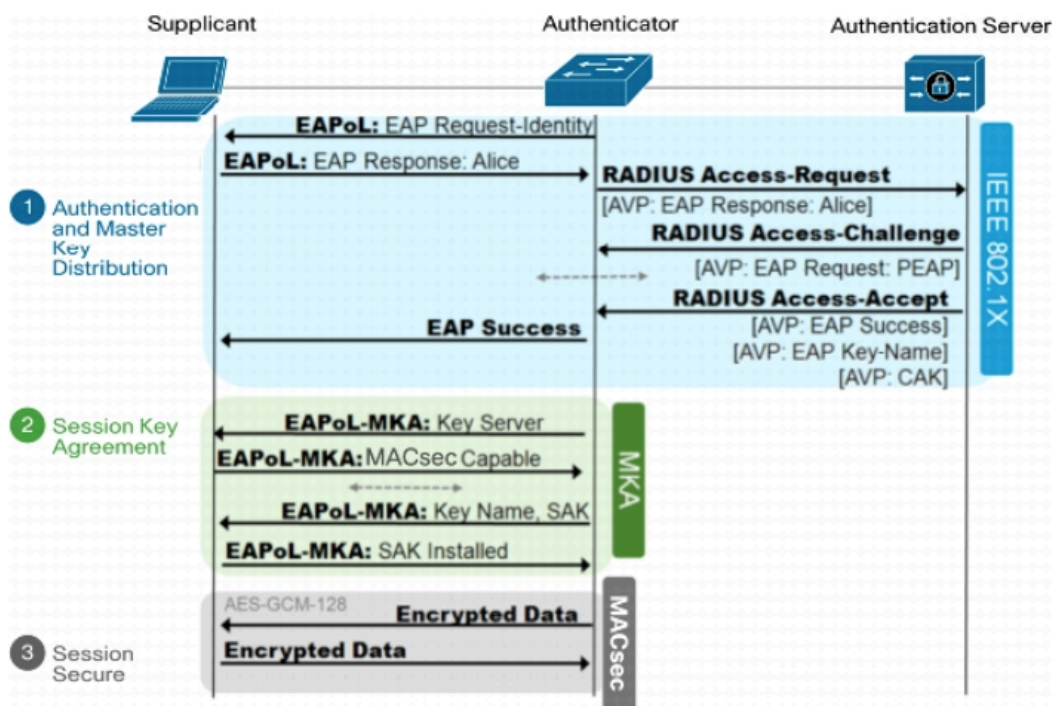 Supplicant
Authenticator
Authentication Server
EAPoL: EAP Request-Identity
EAPoL: EAP Response: Alice
RADIUS Access-Request
[AVP: EAP Response: Alice]
RADIUS Access-Challenge
[AVP: EAP Request: PEAP]
RADIUS Access-Accept
EAP Success
[AVP: EAP Success]
[AVP: EAP Key-Name]
[AVP: CAK]
1
Authentication
and Master
Key
Distribution
IEEE 802.1X
2
Session Key
Agreement
EAPoL-MKA: Key Server
EAPoL-MKA: MACsec Capable
EAPoL-MKA: Key Name, SAK
EAPoL-MKA: SAK Installed
MKA
3
Session
Secure
AES-GCM-128
Encrypted Data
Encrypted Data
MACsec